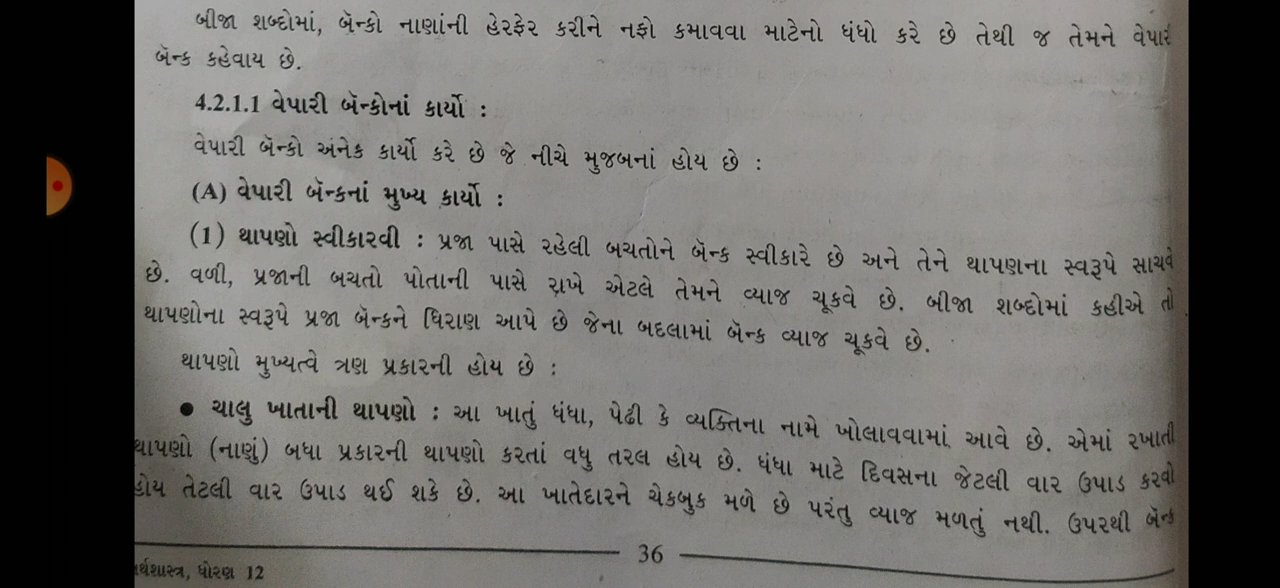 બીજા શબ્દોમાં, બૅન્કો નાણાંની હેરફેર કરીને નફો કમાવવા માટેનો ધંધો કરે છે તેથી જ તેમને વેપારી
બૅન્ક કહેવાય છે.
4.2.1.1 વેપારી બૅન્કોનાં કાર્યો :
વેપારી બૅન્કો અનેક કાર્યો કરે છે જે નીચે મુજબનાં હોય છે :
(A) વેપારી બૅન્કનાં મુખ્ય કાર્યો :
(1) થાપણો સ્વીકારવી : પ્રજા પાસે રહેલી બચતોને બૅન્ક સ્વીકારે છે અને તેને થાપણના સ્વરૂપે સાચવે
છે. વળી, પ્રજાની બચતો પોતાની પાસે રાખે એટલે તેમને વ્યાજ ચૂકવે છે. બીજા શબ્દોમાં કહીએ તો
થાપણોના સ્વરૂપે પ્રજા બૅન્કને ધિરાણ આપે છે જેના બદલામાં બૅન્ક વ્યાજ ચૂકવે છે.
થાપણો મુખ્યત્વે ત્રણ પ્રકારની હોય છે :
● ચાલુ ખાતાની થાપણો : આ ખાતું ધંધા, પેઢી કે વ્યક્તિના નામે ખોલાવવામાં આવે છે. એમાં રખાતી
થાપણો (નાણું) બધા પ્રકારની થાપણો કરતાં વધુ તરલ હોય છે. ધંધા માટે દિવસના જેટલી વાર ઉપાડ કરવો
હોય તેટલી વાર ઉપાડ થઈ શકે છે. આ ખાતેદારને ચેકબુક મળે છે પરંતુ વ્યાજ મળતું નથી. ઉપરથી બૅન્ક
36
ર્થશાસ્ત્ર, ધોરણ 12